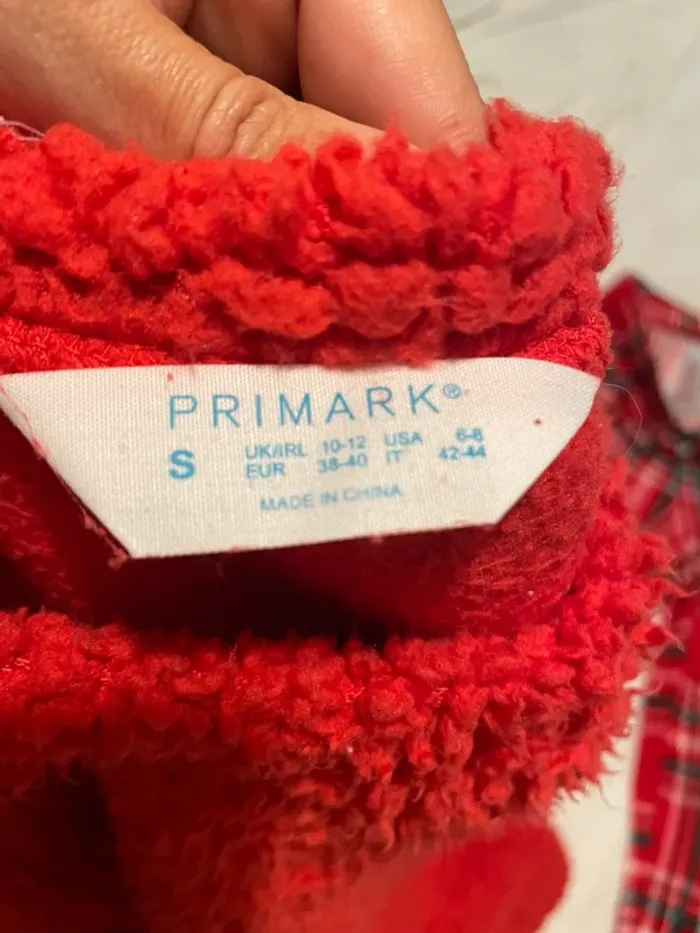 PRIMARK®
S UK/IRL 10-12 USA 6-8
EUR 38-40 IT 42-44
MADE IN CHINA